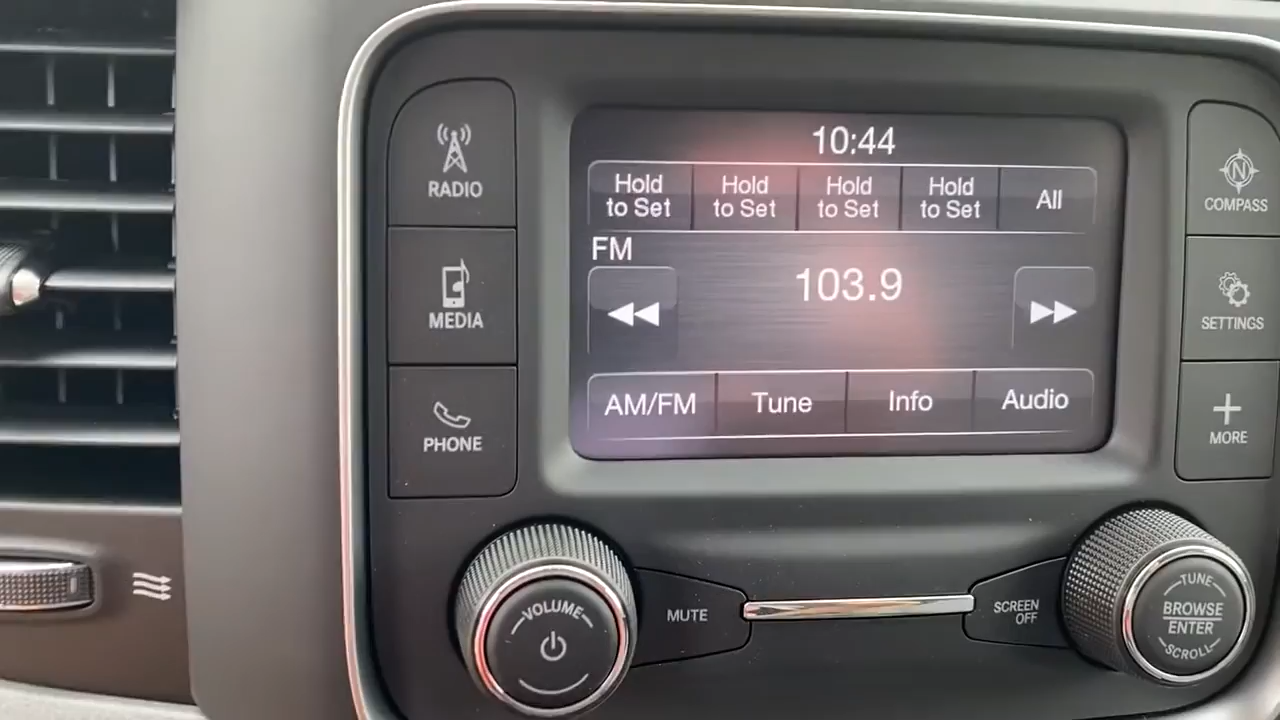 10:44
RADIO
Hold to Set
Hold to Set
Hold to Set
Hold to Set
All
N
COMPASS
FM
103.9
MEDIA
SETTINGS
AM/FM
Tune
Info
Audio
PHONE
MORE
VOLUME
MUTE
SCREEN
OFF
TUNE
BROWSE
ENTER
SCROLL